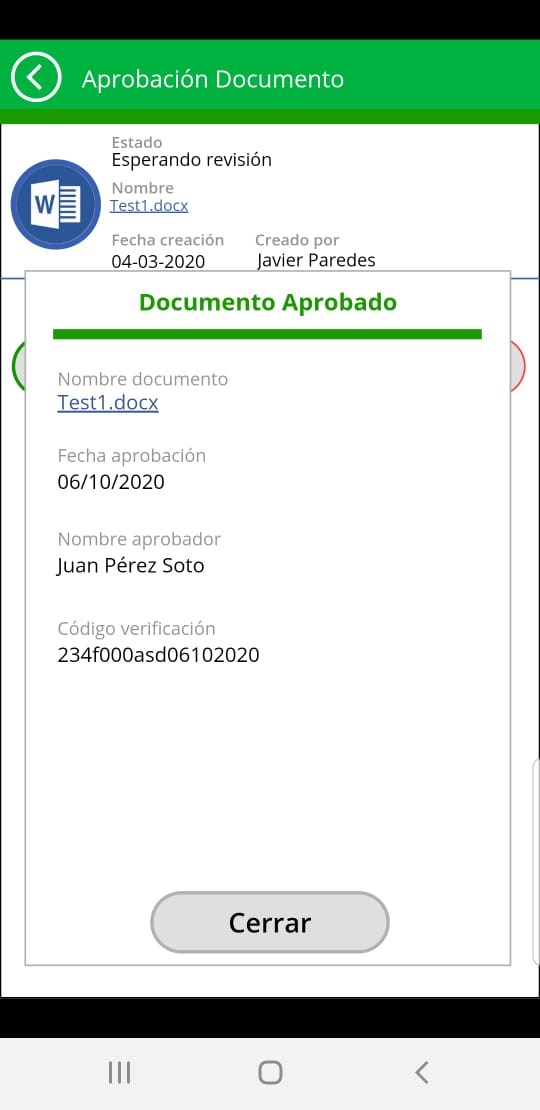 Aprobación Documento
Estado
Esperando revisión
Nombre
W
Test1.docx
Fecha creación Creado por
04-03-2020 Javier Paredes
Documento Aprobado
Nombre documento
Test1.docx
Fecha aprobación
06/10/2020
Nombre aprobador
Juan Pérez Soto
Código verificación
234f000asd06102020
Cerrar